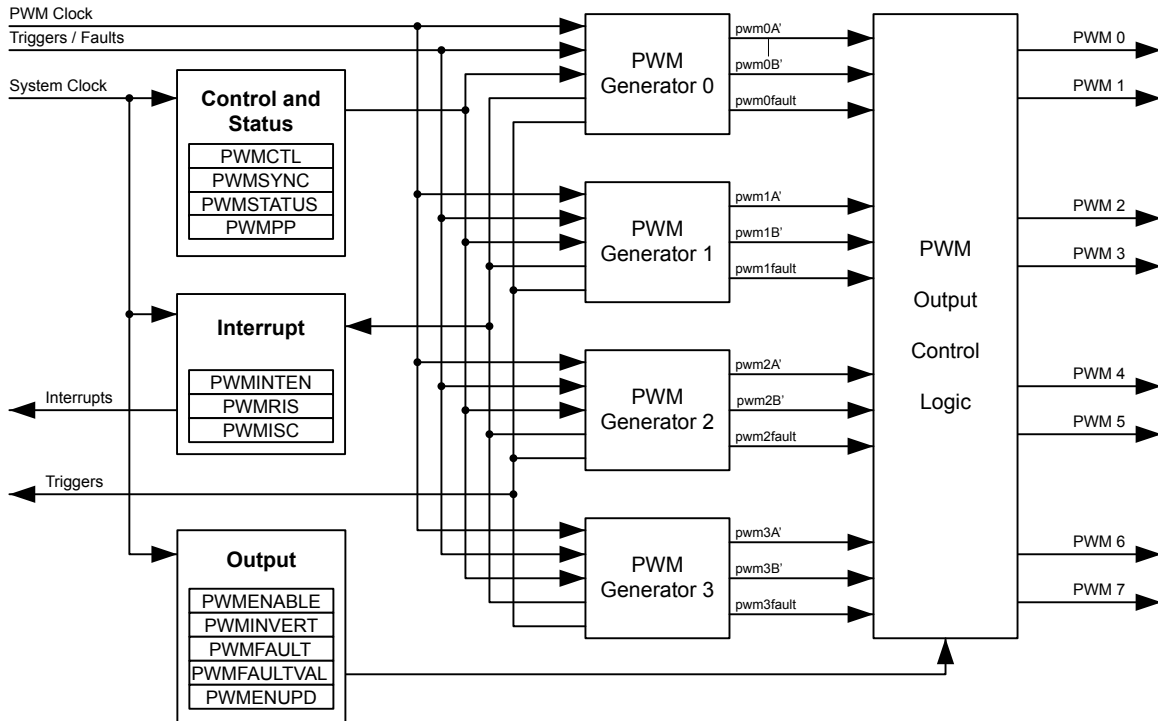 PWM Clock
Triggers / Faults
System Clock
Control and
Status
PWMCTL
PWMSYNC
PWMSTATUS
PWMPP
Interrupt
PWMINTEN
PWMRIS
PWMISC
Interrupts
Triggers
Output
PWMENABLE
PWMINVERT
PWMFAULT
PWMFAULTVAL
PWMENUPD
PWM
Generator 0
pwm0A’
pwm0B’
pwm0fault
PWM
Generator 1
pwm1A’
pwm1B’
pwm1fault
PWM
Generator 2
pwm2A’
pwm2B’
pwm2fault
PWM
Generator 3
pwm3A’
pwm3B’
pwm3fault
PWM
Output
Control
Logic
PWM 0
PWM 1
PWM 2
PWM 3
PWM 4
PWM 5
PWM 6
PWM 7